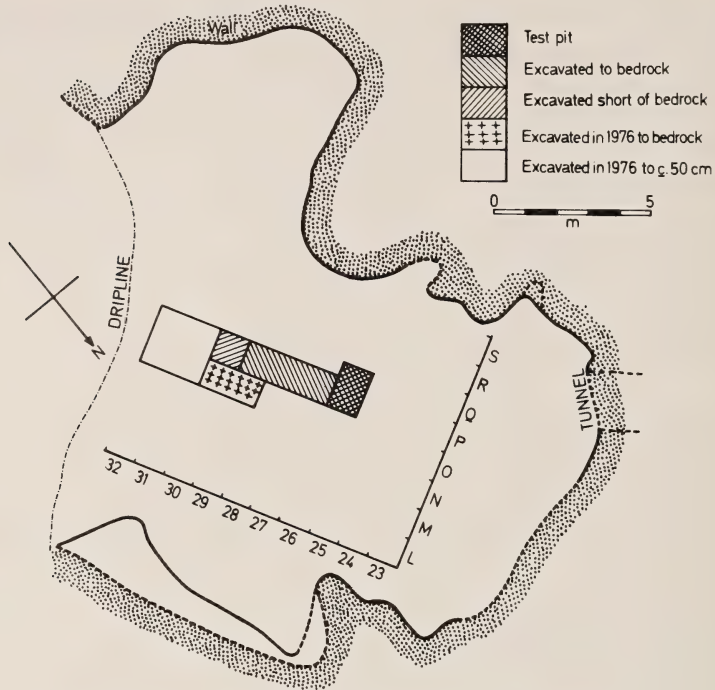 Wall
Test pit
Excavated to bedrock
Excavated short of bedrock
Excavated in 1976 to bedrock
Excavated in 1976 to c. 50 cm
0 5
m
DRIPLINE
N
TUNNEL
S
R
Q
P
O
N
M
L
32 31 30 29 28 27 26 25 24 23